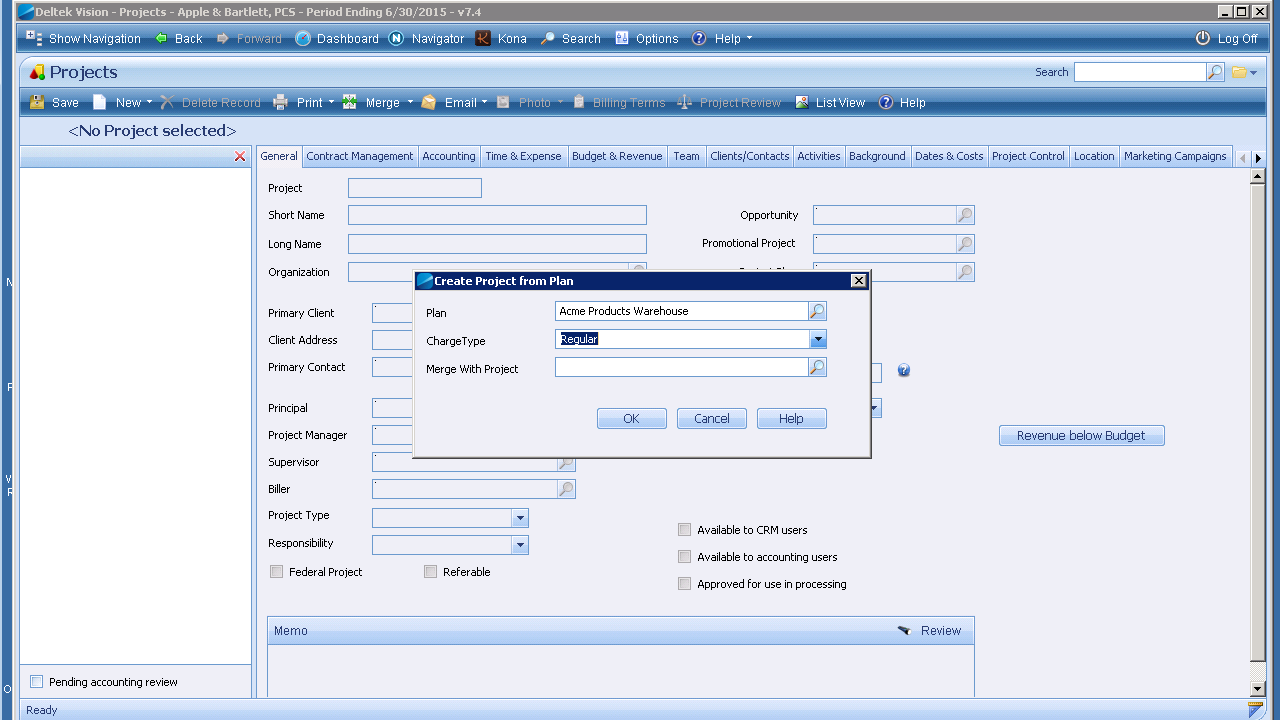 Deltek Vision - Projects - Apple & Bartlett, PCS - Period Ending 6/30/2015 - v7.4
Show Navigation Back Forward Dashboard Navigator Kona Search Options Help Log Off
Projects Search
Save New Delete Record Print Merge Email Photo Billing Terms Project Review List View Help
<No Project selected>
General Contract Management Accounting Time & Expense Budget & Revenue Team Clients/Contacts Activities Background Dates & Costs Project Control Location Marketing Campaigns
Project
Short Name Opportunity
Long Name Promotional Project
Organization
Create Project from Plan
Plan Acme Products Warehouse
ChargeType Regular
Merge With Project
OK Cancel Help
Primary Client
Client Address
Primary Contact
Principal
Project Manager Revenue below Budget
Supervisor
Biller
Project Type
Responsibility
Available to CRM users
Available to accounting users
Federal Project Referable
Approved for use in processing
Memo Review
Pending accounting review
Ready